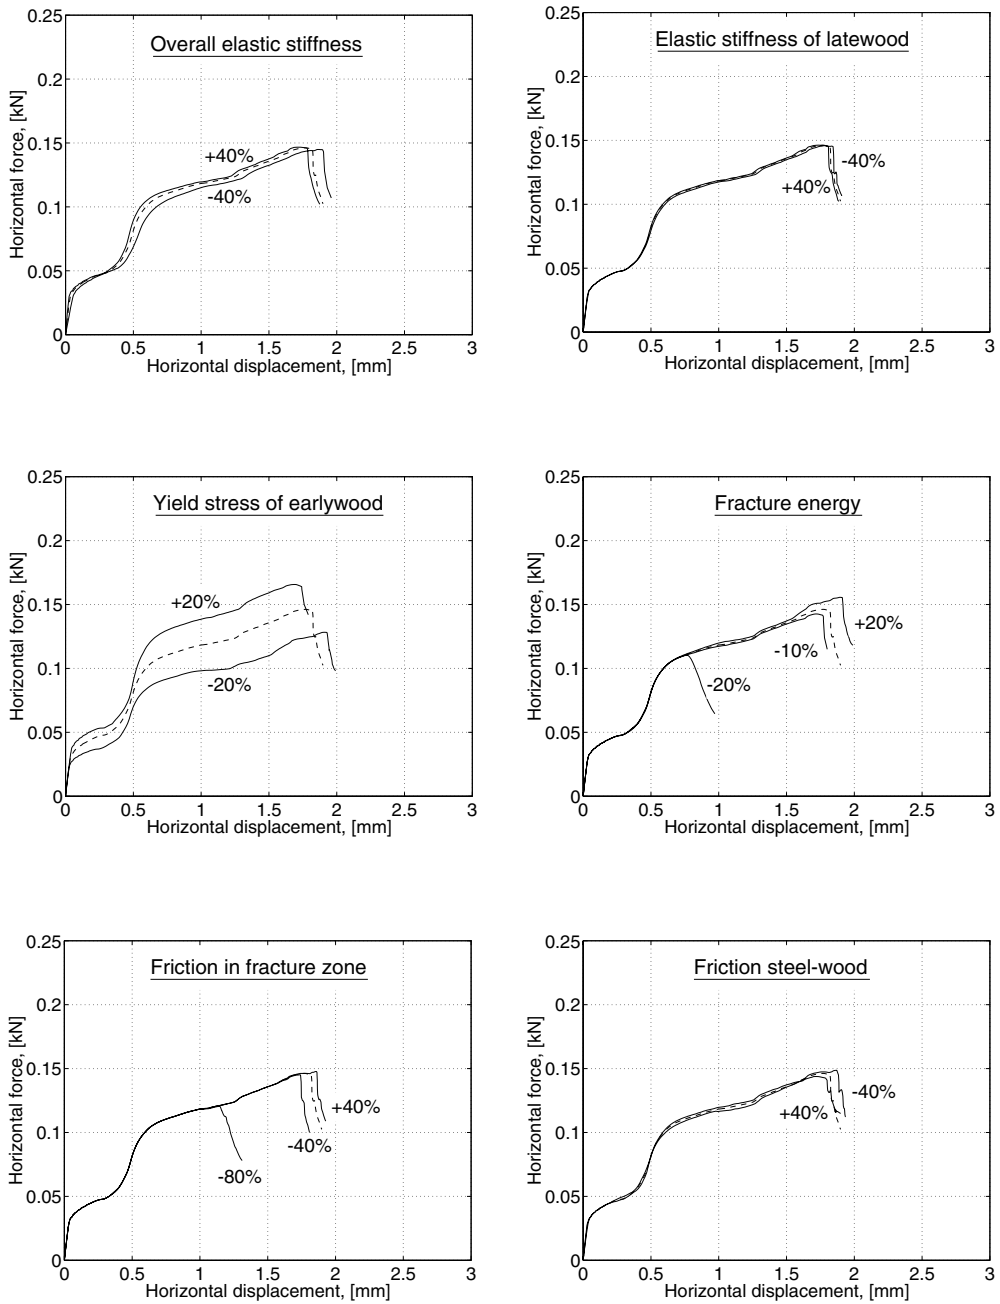 Overall elastic stiffness
0.25
0.2
0.15
0.1
0.05
0
Horizontal force, [kN]
+40%
-40%
0 0.5 1 1.5 2 2.5 3
Horizontal displacement, [mm]
Elastic stiffness of latewood
0.25
0.2
0.15
0.1
0.05
0
Horizontal force, [kN]
-40%
+40%
0 0.5 1 1.5 2 2.5 3
Horizontal displacement, [mm]
Yield stress of earlywood
0.25
0.2
0.15
0.1
0.05
0
Horizontal force, [kN]
+20%
-20%
0 0.5 1 1.5 2 2.5 3
Horizontal displacement, [mm]
Fracture energy
0.25
0.2
0.15
0.1
0.05
0
Horizontal force, [kN]
+20%
-10%
-20%
0 0.5 1 1.5 2 2.5 3
Horizontal displacement, [mm]
Friction in fracture zone
0.25
0.2
0.15
0.1
0.05
0
Horizontal force, [kN]
+40%
-40%
-80%
0 0.5 1 1.5 2 2.5 3
Horizontal displacement, [mm]
Friction steel-wood
0.25
0.2
0.15
0.1
0.05
0
Horizontal force, [kN]
-40%
+40%
0 0.5 1 1.5 2 2.5 3
Horizontal displacement, [mm]